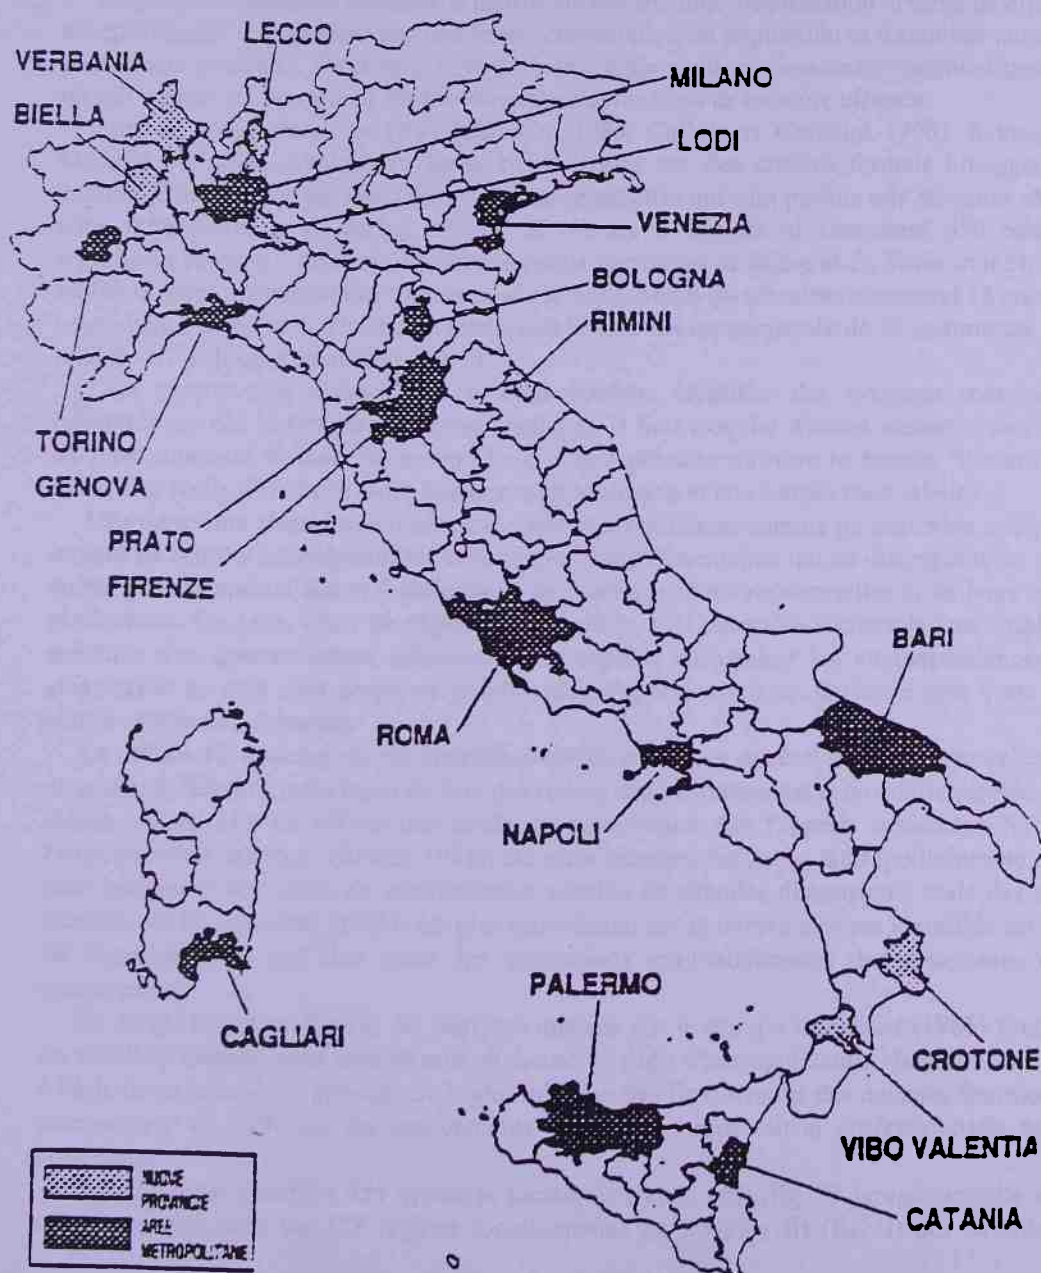 LECCO
VERBANIA
MILANO
BIELLA
LODI
VENEZIA
BOLOGNA
RIMINI
TORINO
GENOVA
PRATO
FIRENZE
BARI
ROMA
NAPOLI
PALERMO
CAGLIARI
CROTONE
VIBO VALENTIA
CATANIA
NUOVE
PROVINCIE
AREE
METROPOLITANE